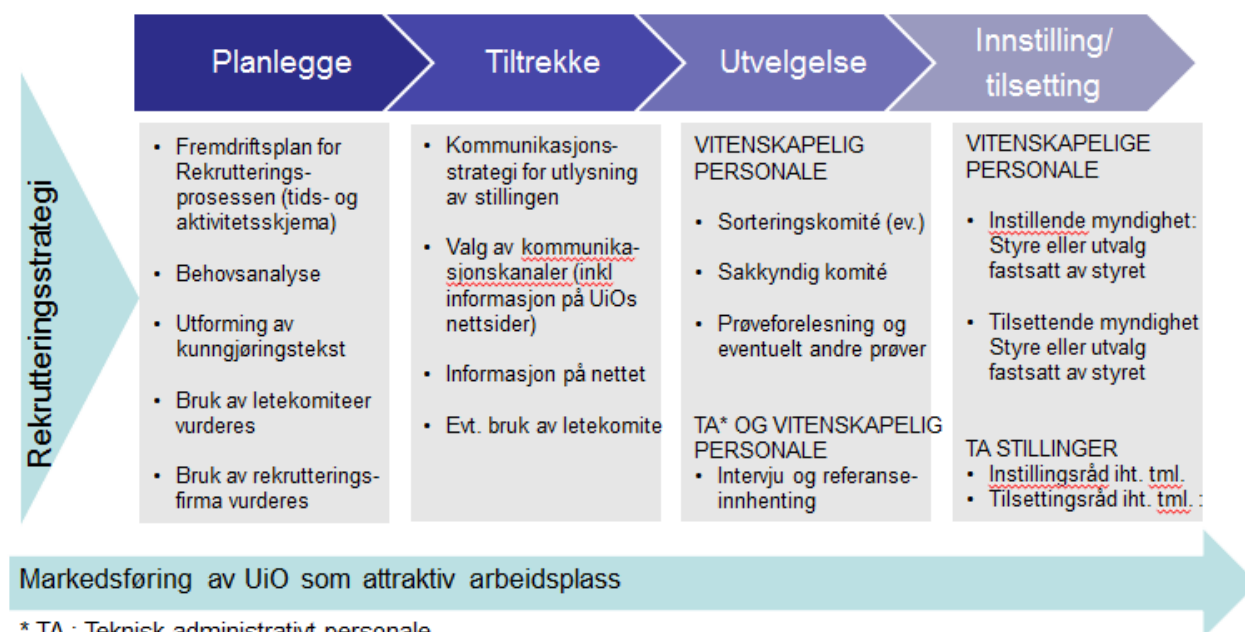 Planlegge
Tiltrekke
Utvelgelse
Innstilling/
tilsetting
Rekrutteringsstrategi
• Fremdriftsplan for
Rekrutterings-
prosessen (tids- og
aktivitetsskjema)
• Behovsanalyse
• Utforming av
kunngjøringstekst
• Bruk av letekomiteer
vurderes
• Bruk av rekrutterings-
firma vurderes
• Kommunikasjons-
strategi for utlysning
av stillingen
• Valg av kommunika-
sjonskanaler (inkl
informasjon på UiOs
nettsider)
• Informasjon på nettet
• Evt. bruk av letekomite
VITENSKAPELIG
PERSONALE
• Sorteringskomité (ev.)
• Sakkyndig komité
• Prøveforelesning og
eventuelt andre prøver
TA* OG VITENSKAPELIG
PERSONALE
• Intervju og referanse-
innhenting
VITENSKAPELIGE
PERSONALE
• Instillende myndighet:
Styre eller utvalg
fastsatt av styret
• Tilsettende myndighet
Styre eller utvalg
fastsatt av styret
TA STILLINGER
• Instillingsråd iht. tml.
• Tilsettingsråd iht. tml. :
Markedsføring av UiO som attraktiv arbeidsplass
* TA : Teknisk administrativt personale